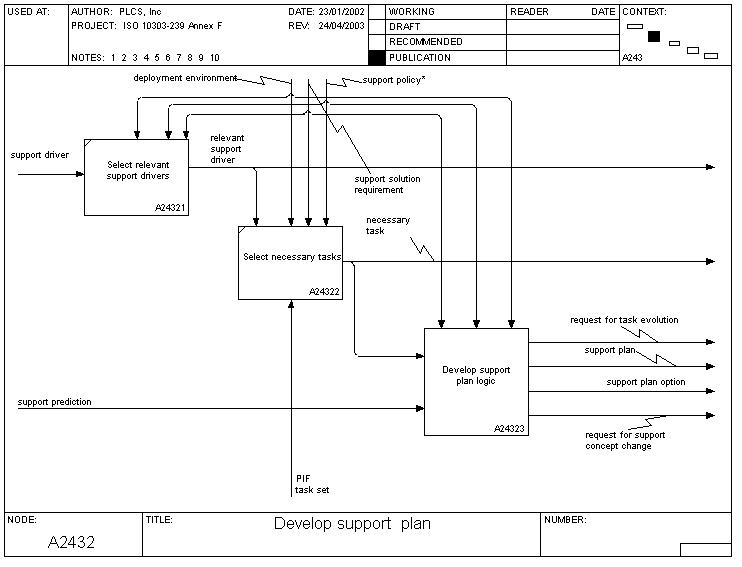 USED AT:
AUTHOR: PLCS, Inc
DATE: 23/01/2002
PROJECT: ISO 10303-239 Annex F
REV: 24/04/2003
NOTES: 1 2 3 4 5 6 7 8 9 10
WORKING
DRAFT
RECOMMENDED
PUBLICATION
READER
DATE
CONTEXT:
A243
deployment environment
support policy*
support driver
Select relevant
support drivers
A24321
relevant
support
driver
support solution
requirement
necessary
task
Select necessary tasks
A24322
request for task evolution
support plan
support plan option
request for support
concept change
Develop support
plan logic
A24323
support prediction
PIF
task set
NODE:
A2432
TITLE:
Develop support plan
NUMBER: